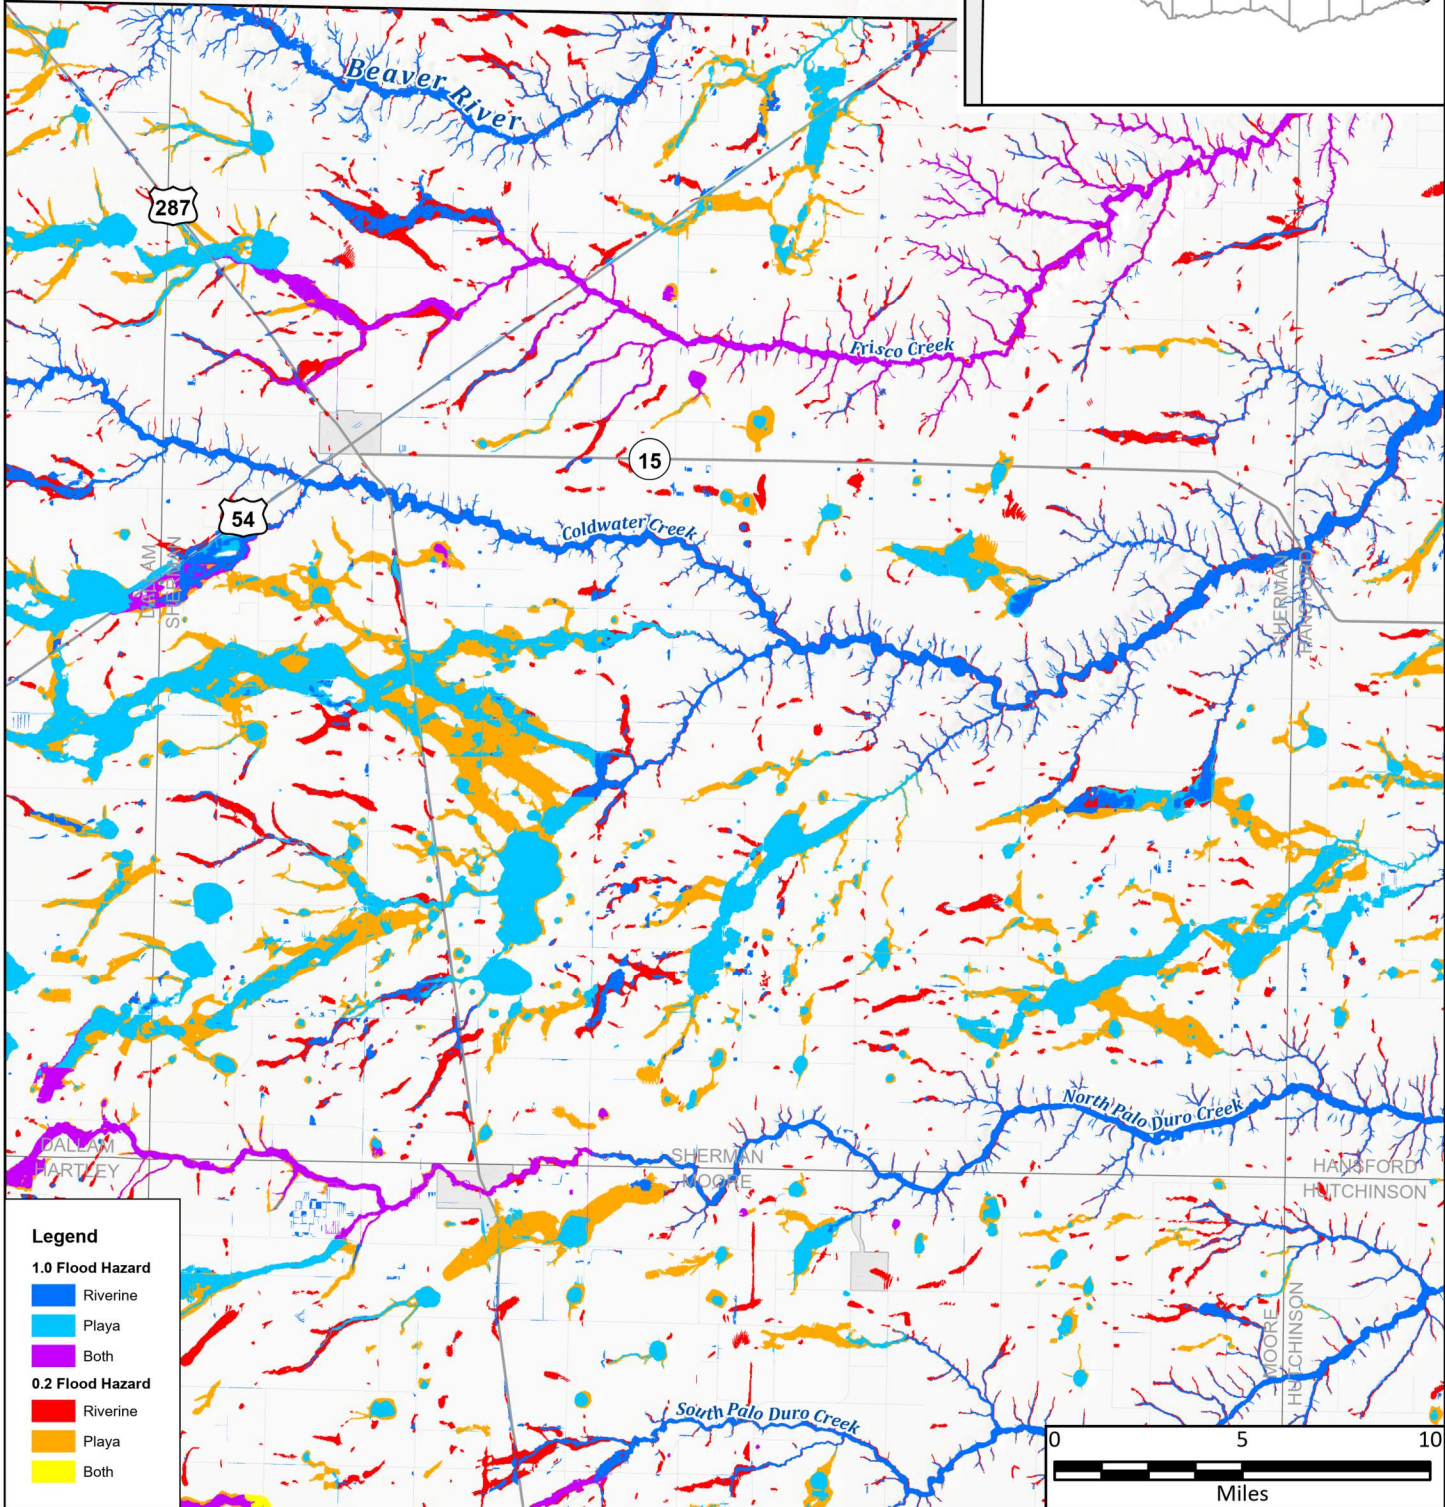 Beaver River
287
Frisco Creek
15
54
Coldwater Creek
DALLAM
SHERMAN
SHERMAN
HANSFORD
North Palo Duro Creek
DALLAM
HARTLEY
SHERMAN
MOORE
HANSFORD
HUTCHINSON
Legend
1.0 Flood Hazard
Riverine
Playa
Both
0.2 Flood Hazard
Riverine
Playa
Both
MOORE
HUTCHINSON
South Palo Duro Creek
0 5 10
Miles